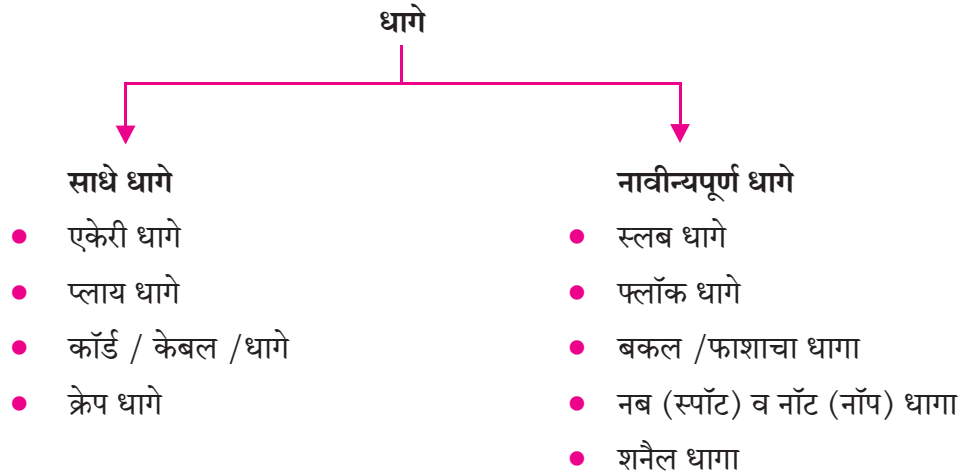 धागे
साधे धागे
एकेरी धागे
प्लाय धागे
कॉर्ड / केबल /धागे
क्रेप धागे
नावीन्यपूर्ण धागे
स्लब धागे
फ्लॉक धागे
बकल /फाशाचा धागा
नब (स्पॉट) व नॉट (नॉप) धागा
शनैल धागा